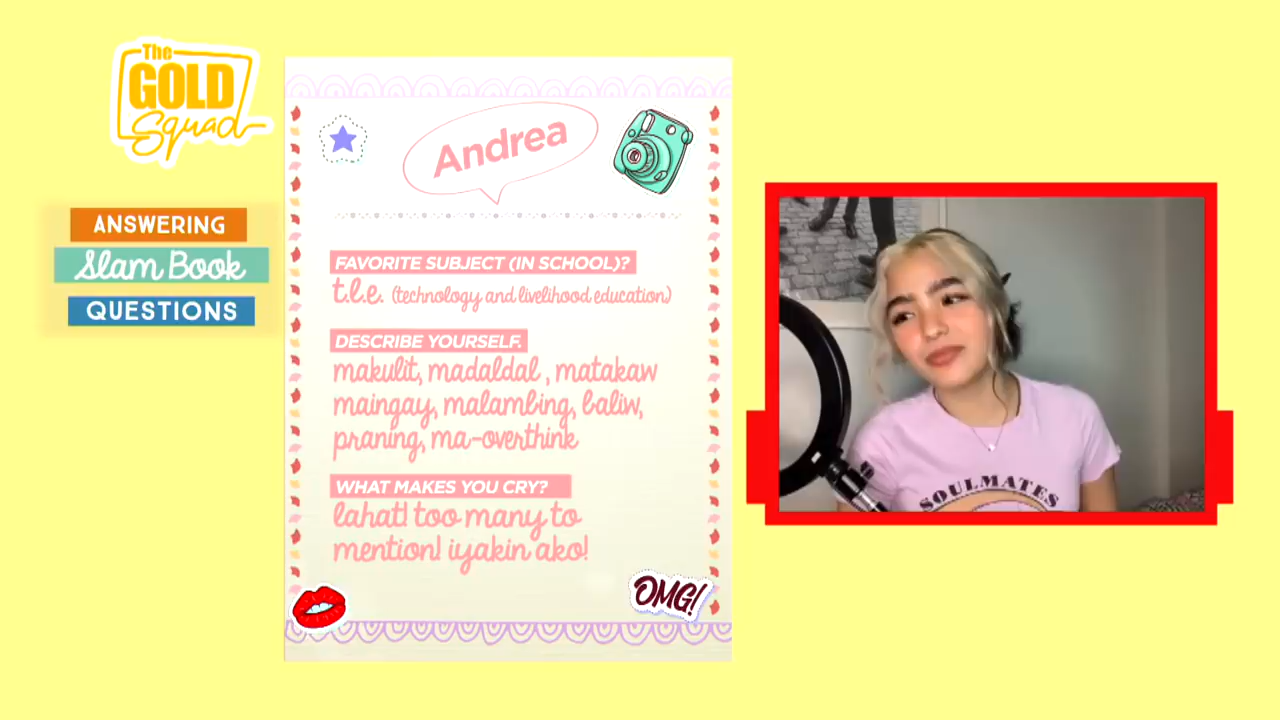 The
GOLD
Squad
ANSWERING
Slam Book
QUESTIONS
Andrea
FAVORITE SUBJECT (IN SCHOOL)?
t.l.e. (technology and livelihood education)
DESCRIBE YOURSELF.
makulit, madaldal , matakaw
maingay, malambing, baliw,
praning, ma-overthink
WHAT MAKES YOU CRY?
lahat! too many to
mention! iyakin ako!
OMG!
SOULMATES